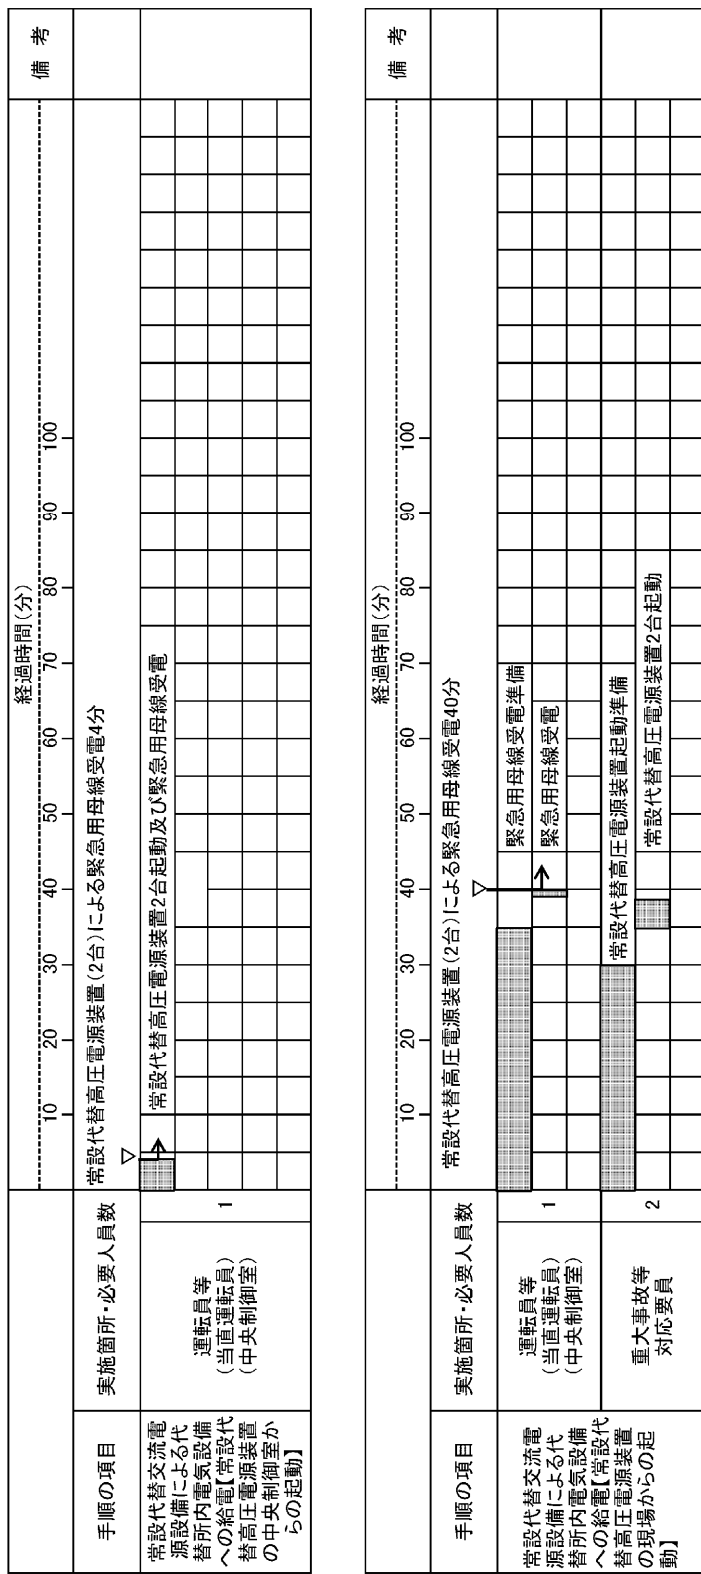 経過時間(分)
備 考
10 20 30 40 50 60 70 80 90 100
手順の項目
実施箇所・必要人員数
常設代替高圧電源装置(2台)による緊急用母線受電4分
▽
常設代替交流電
源設備による代
替所内電気設備
への給電【常設代
替高圧電源装置
の中央制御室か
らの起動】
運転員等
(当直運転員)
(中央制御室)
1
常設代替高圧電源装置2台起動及び緊急用母線受電
経過時間(分)
備 考
10 20 30 40 50 60 70 80 90 100
手順の項目
実施箇所・必要人員数
常設代替高圧電源装置(2台)による緊急用母線受電40分
▽
常設代替交流電
源設備による代
替所内電気設備
への給電【常設代
替高圧電源装置
の現場からの起
動】
運転員等
(当直運転員)
(中央制御室)
1
緊急用母線受電準備
緊急用母線受電
重大事故等
対応要員
2
常設代替高圧電源装置起動準備
常設代替高圧電源装置2台起動